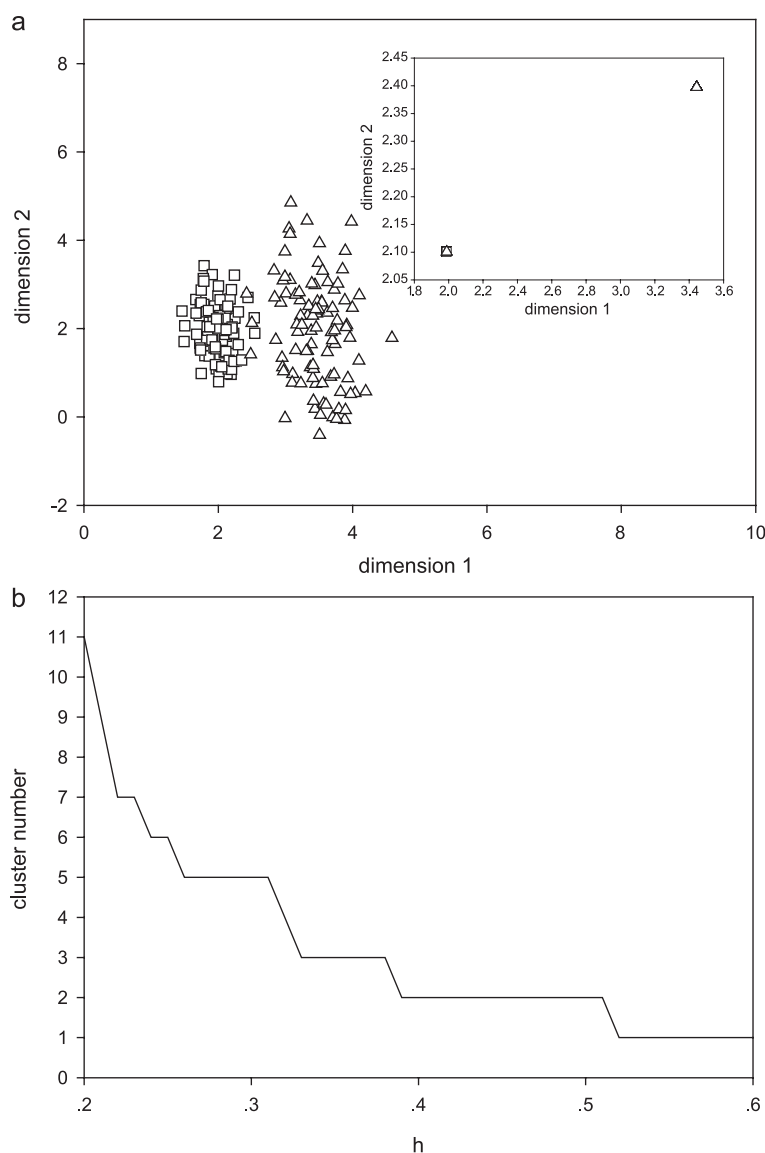 a
8
6
4
2
0
-2
dimension 2
0 2 4 6 8 10
dimension 1
2.45
2.40
2.35
2.30
2.25
2.20
2.15
2.10
2.05
dimension 2
1.8 2.0 2.2 2.4 2.6 2.8 3.0 3.2 3.4 3.6
dimension 1
b
12
11
10
9
8
7
6
5
4
3
2
1
0
cluster number
.2 .3 .4 .5 .6
h